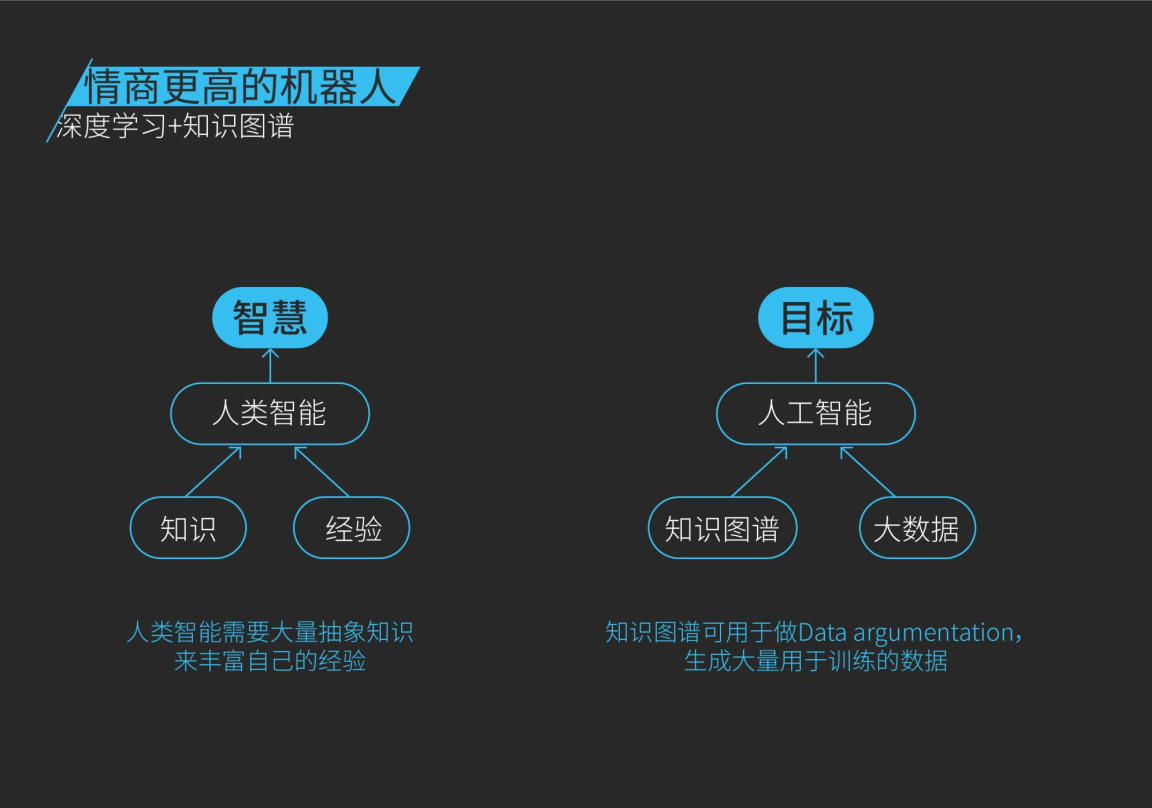 情商更高的机器人
深度学习+知识图谱
智慧
人类智能
知识
经验
人类智能需要大量抽象知识
来丰富自己的经验
目标
人工智能
知识图谱
大数据
知识图谱可用于做Data argumentation，
生成大量用于训练的数据